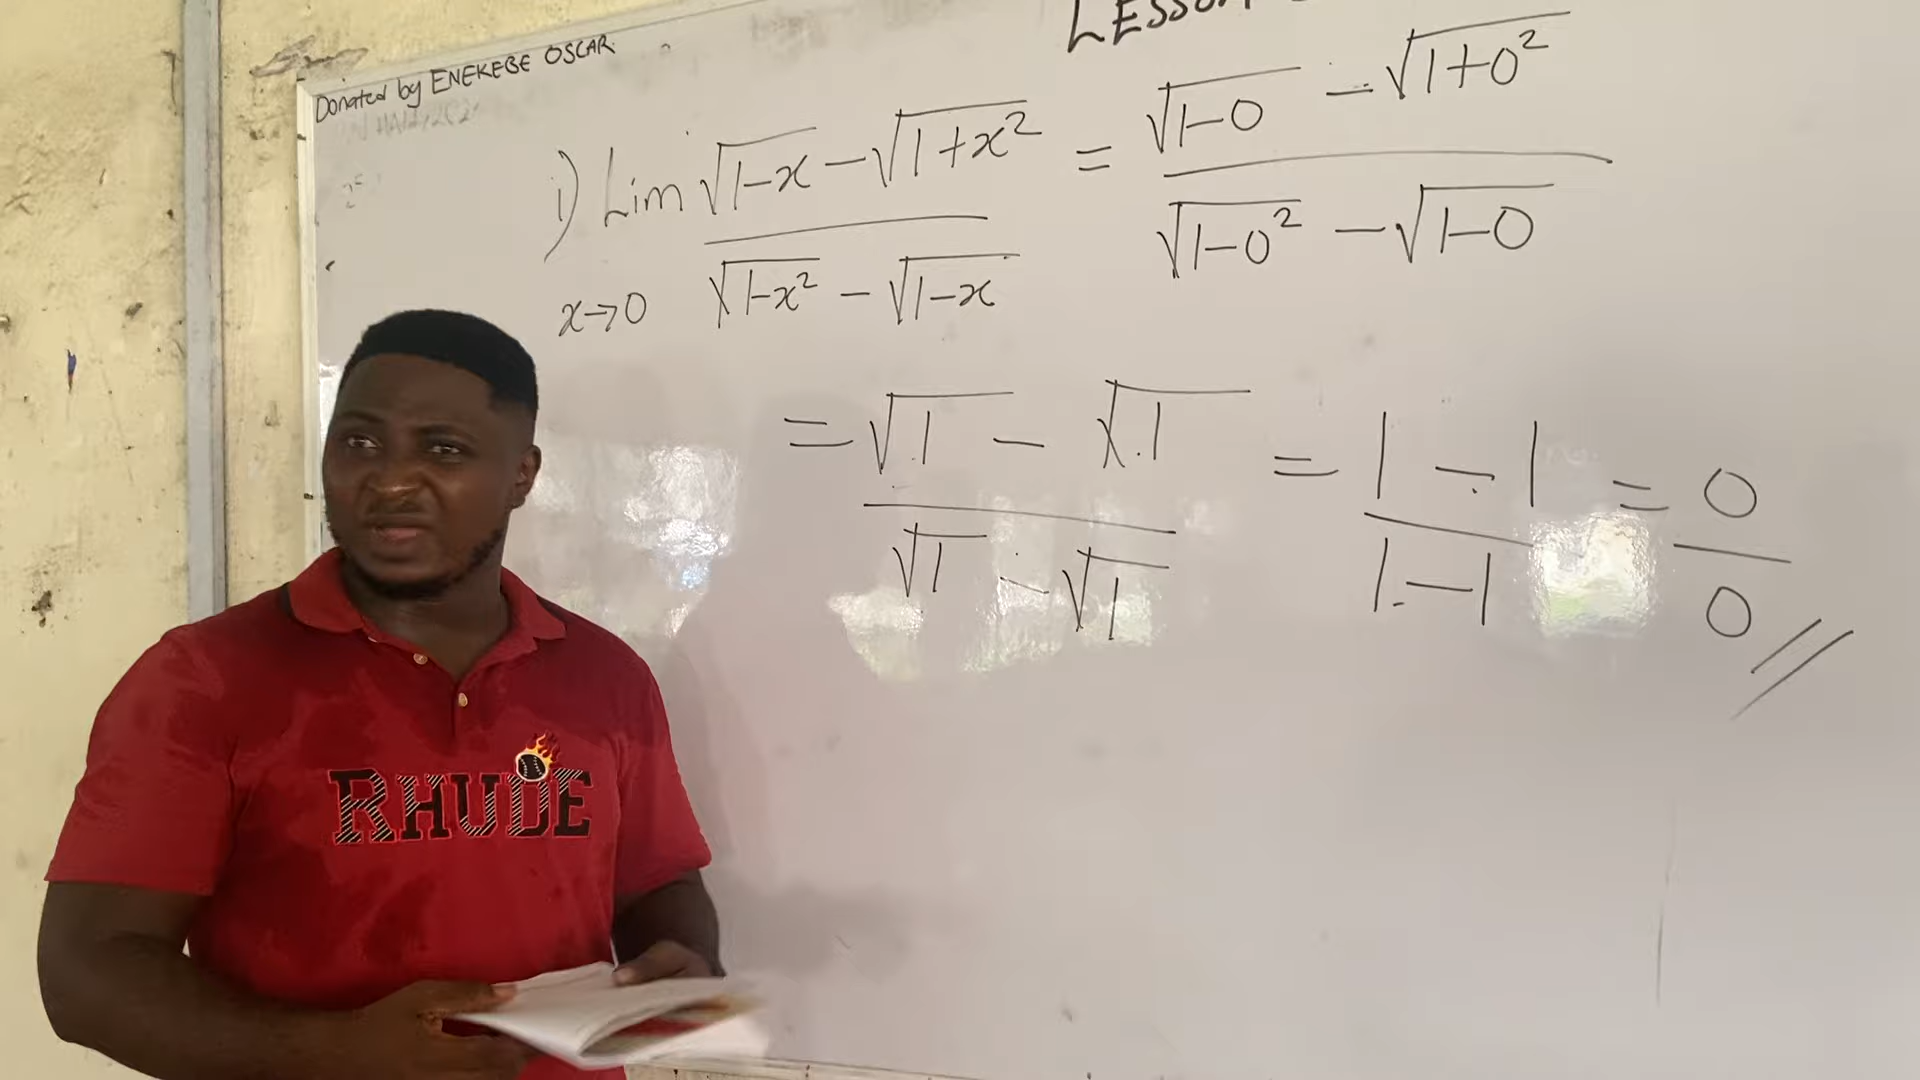 LESSON
Donated by ENEKEBE OSCAR
i) Lim √(1-x) - √(1+x²) / √(1-x²) - √(1-x) = √(1-0) - √(1+0²) / √(1-0²) - √(1-0)
x→0
= √1 - √1 / √1 - √1 = 1 - 1 / 1 - 1 = 0 / 0
RHUDE